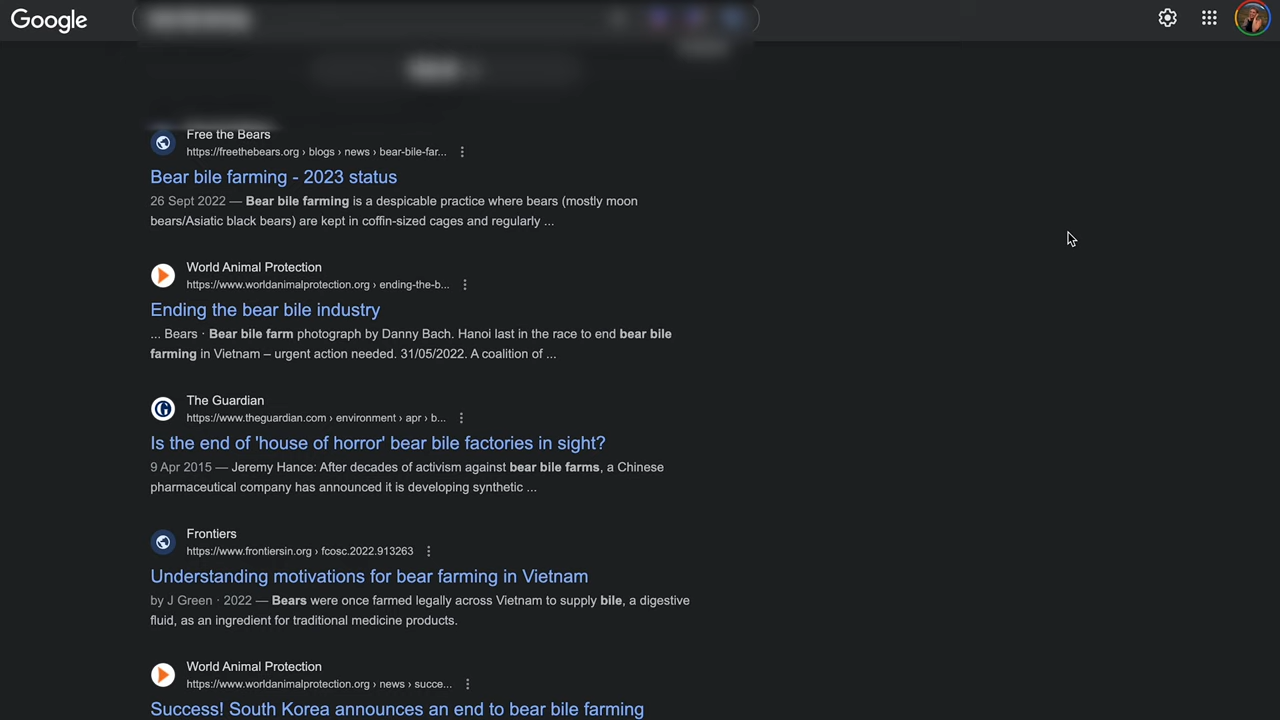 Google
Free the Bears
https://freethebears.org › blogs › news › bear-bile-far...
Bear bile farming - 2023 status
26 Sept 2022 — Bear bile farming is a despicable practice where bears (mostly moon
bears/Asiatic black bears) are kept in coffin-sized cages and regularly ...
World Animal Protection
https://www.worldanimalprotection.org › ending-the-b...
Ending the bear bile industry
... Bears · Bear bile farm photograph by Danny Bach. Hanoi last in the race to end bear bile
farming in Vietnam – urgent action needed. 31/05/2022. A coalition of ...
The Guardian
https://www.theguardian.com › environment › apr › b...
Is the end of 'house of horror' bear bile factories in sight?
9 Apr 2015 — Jeremy Hance: After decades of activism against bear bile farms, a Chinese
pharmaceutical company has announced it is developing synthetic ...
Frontiers
https://www.frontiersin.org › fcosc.2022.913263
Understanding motivations for bear farming in Vietnam
by J Green · 2022 — Bears were once farmed legally across Vietnam to supply bile, a digestive
fluid, as an ingredient for traditional medicine products.
World Animal Protection
https://www.worldanimalprotection.org › news › succe...
Success! South Korea announces an end to bear bile farming